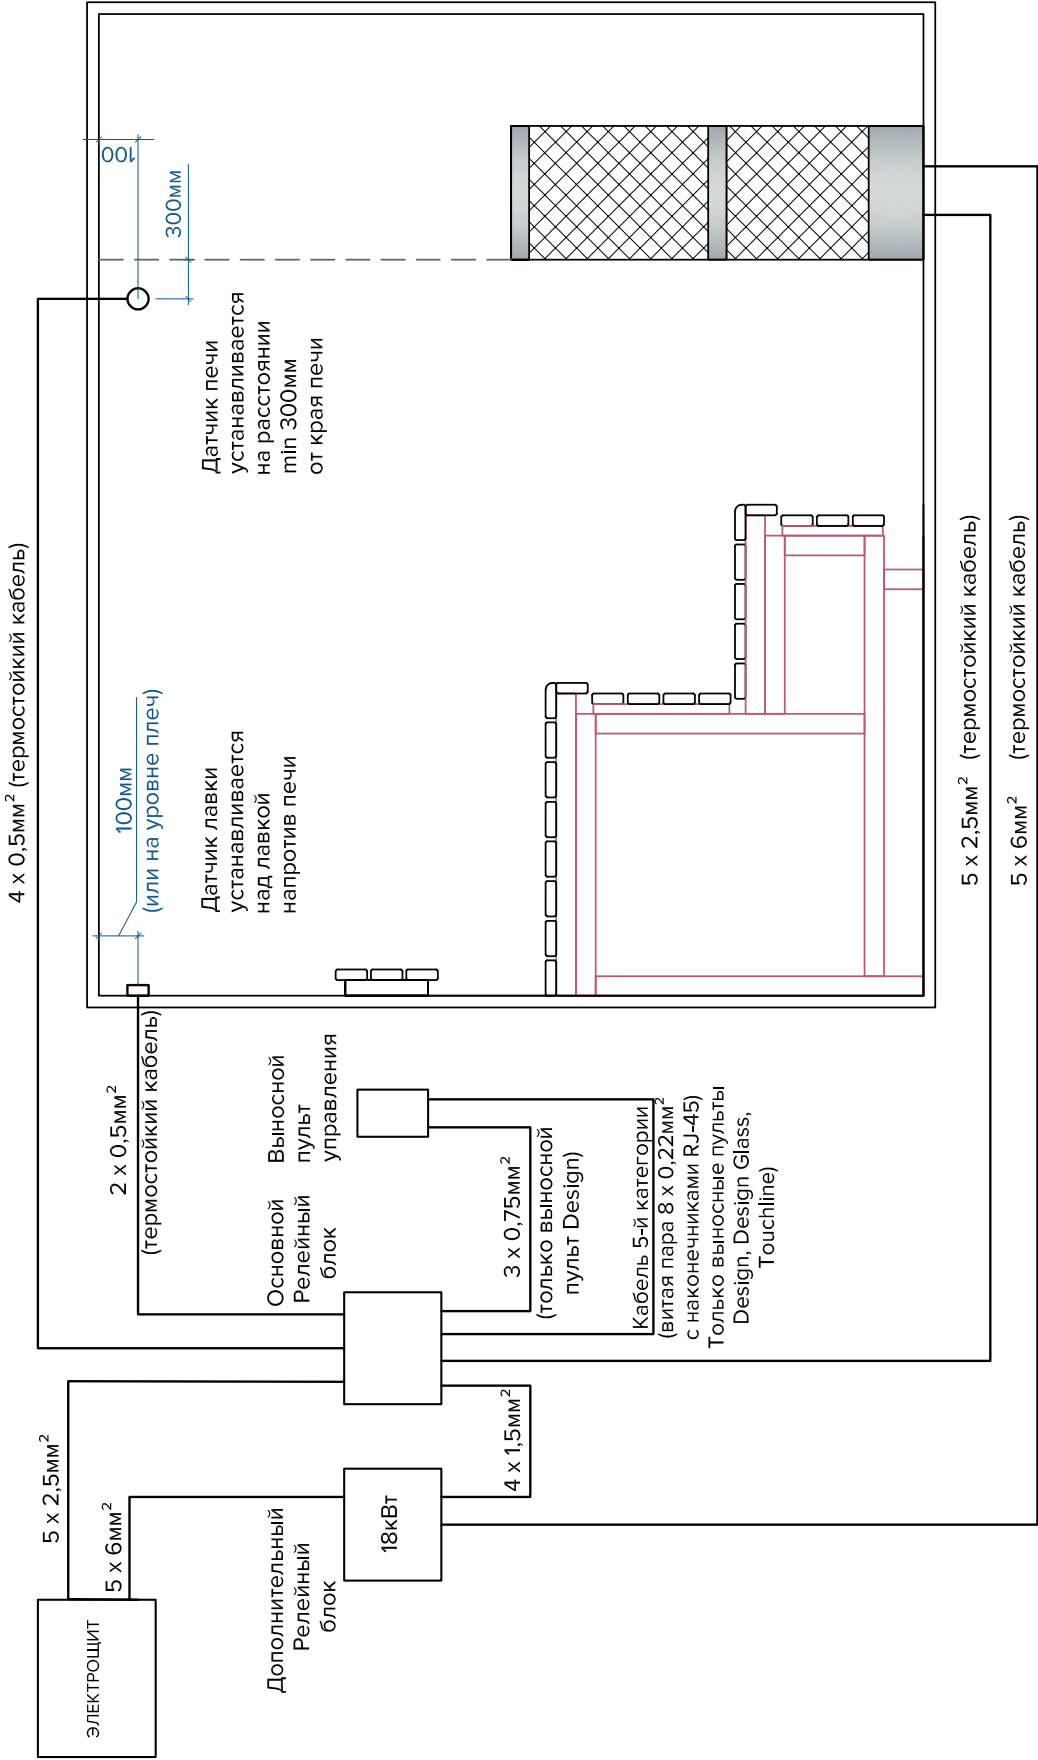 ЭЛЕКТРОЩИТ
5 x 2,5мм²
5 x 6мм²
Дополнительный
Релейный
блок
18кВт
4 x 1,5мм²
Основной
Релейный
блок
Выносной
пульт
управления
2 x 0,5мм²
(термостойкий кабель)
3 x 0,75мм²
(только выносной
пульт Design)
Кабель 5-й категории
(витая пара 8 x 0,22мм²
с наконечниками RJ-45)
Только выносные пульты
Design, Design Glass,
Touchline)
4 x 0,5мм² (термостойкий кабель)
100мм
(или на уровне плеч)
Датчик лавки
устанавливается
над лавкой
напротив печи
Датчик печи
устанавливается
на расстоянии
min 300мм
от края печи
300мм
100
5 x 2,5мм² (термостойкий кабель)
5 x 6мм² (термостойкий кабель)